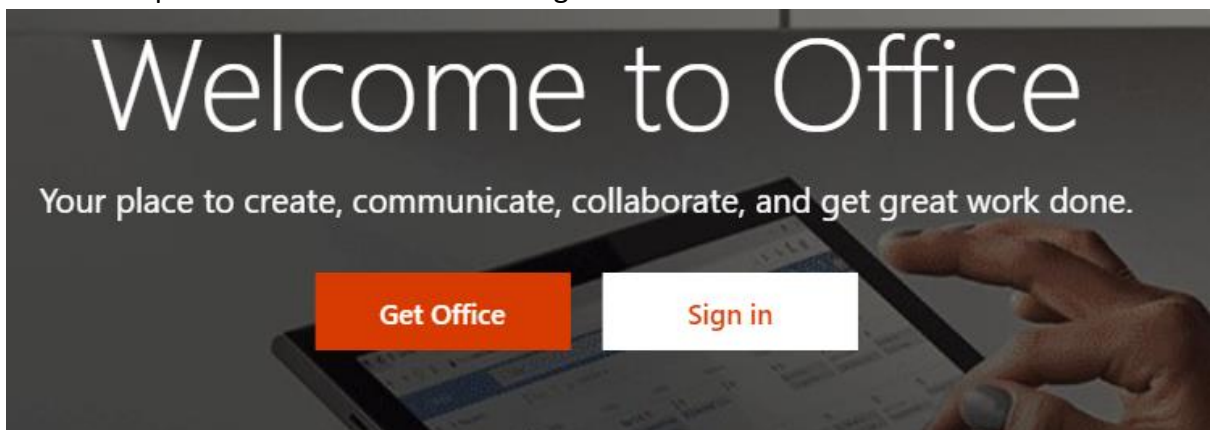 Welcome to Office
Your place to create, communicate, collaborate, and get great work done.
Get Office
Sign in